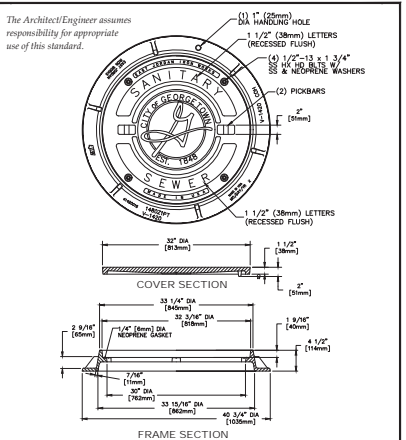 The Architect/Engineer assumes
responsibility for appropriate
use of this standard.
(1) 1" (25mm)
DIA HANDLING HOLE
1 1/2" (38mm) LETTERS
(RECESSED FLUSH)
(4) 1/2"-13 x 1 3/4"
SS HX HD BLTS W/
SS & NEOPRENE WASHERS
(2) PICKBARS
2"
[51mm]
EAST JORDAN IRON WORKS
SANITARY
CITY OF GEORGETOWN
EST. 1848
SEWER
MADE IN USA
148021PT
V-1420
1 1/2" (38mm) LETTERS
(RECESSED FLUSH)
32" DIA
[813mm]
1 1/2"
[38mm]
2"
[51mm]
COVER SECTION
33 1/4" DIA
[845mm]
32 3/16" DIA
[818mm]
2 9/16"
[65mm]
1/4" [6mm] DIA
NEOPRENE GASKET
1 9/16"
[40mm]
4 1/2"
[114mm]
7/16"
[11mm]
30" DIA
[762mm]
33 15/16" DIA
[862mm]
40 3/4" DIA
[1035mm]
FRAME SECTION